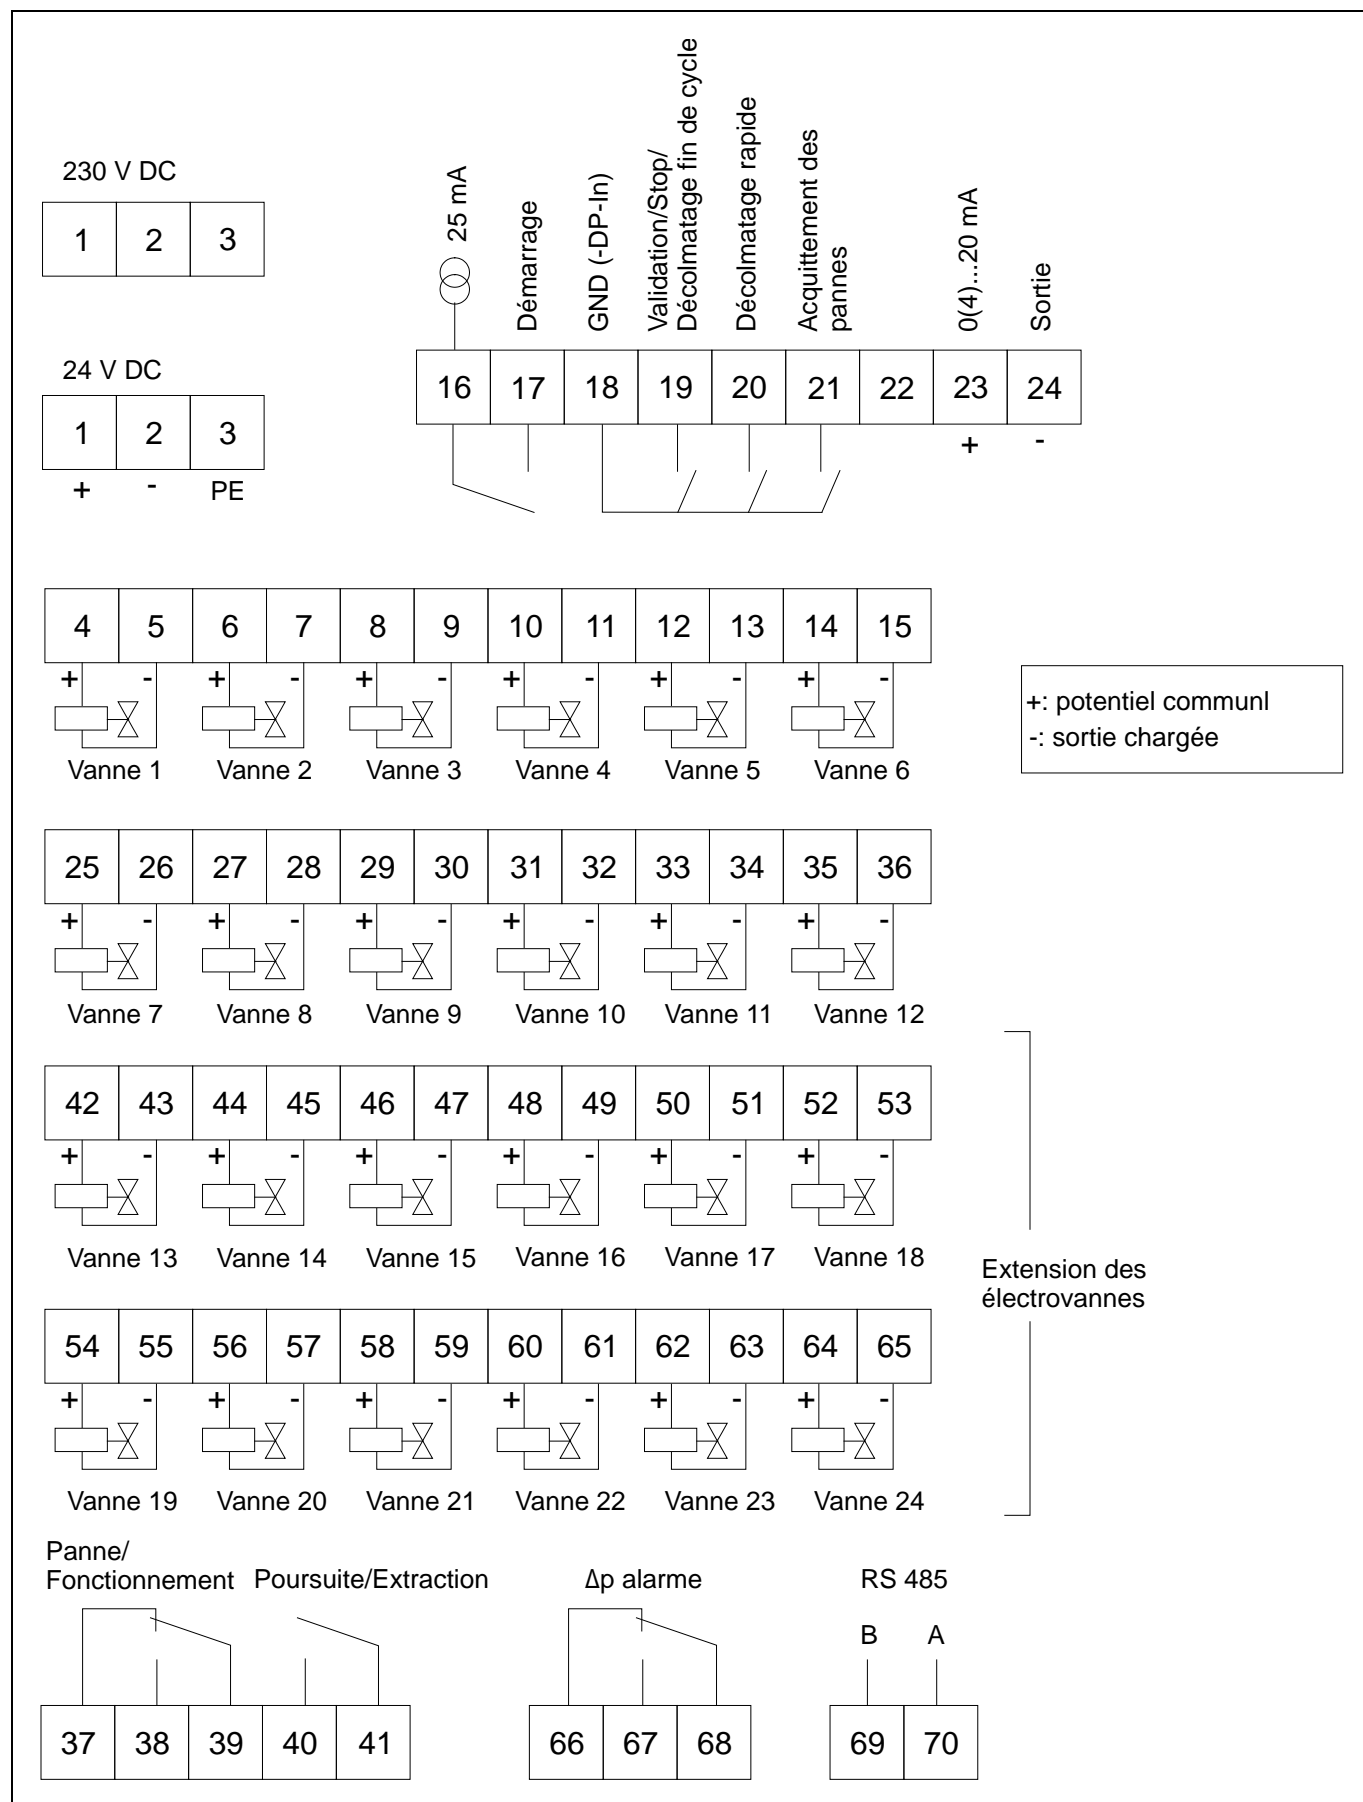 230 V DC
1 2 3
24 V DC
1 2 3
+ - PE
25 mA
Démarrage
GND (-DP-In)
Validation/Stop/
Décolmatage fin de cycle
Décolmatage rapide
Acquittement des
pannes
0(4)...20 mA
Sortie
16 17 18 19 20 21 22 23 24
+ -
4 5 6 7 8 9 10 11 12 13 14 15
+ - + - + - + - + - + -
Vanne 1 Vanne 2 Vanne 3 Vanne 4 Vanne 5 Vanne 6
+: potentiel communl
-: sortie chargée
25 26 27 28 29 30 31 32 33 34 35 36
+ - + - + - + - + - + -
Vanne 7 Vanne 8 Vanne 9 Vanne 10 Vanne 11 Vanne 12
42 43 44 45 46 47 48 49 50 51 52 53
+ - + - + - + - + - + -
Vanne 13 Vanne 14 Vanne 15 Vanne 16 Vanne 17 Vanne 18
Extension des
électrovannes
54 55 56 57 58 59 60 61 62 63 64 65
+ - + - + - + - + - + -
Vanne 19 Vanne 20 Vanne 21 Vanne 22 Vanne 23 Vanne 24
Panne/
Fonctionnement Poursuite/Extraction Δp alarme RS 485
B A
37 38 39 40 41 66 67 68 69 70